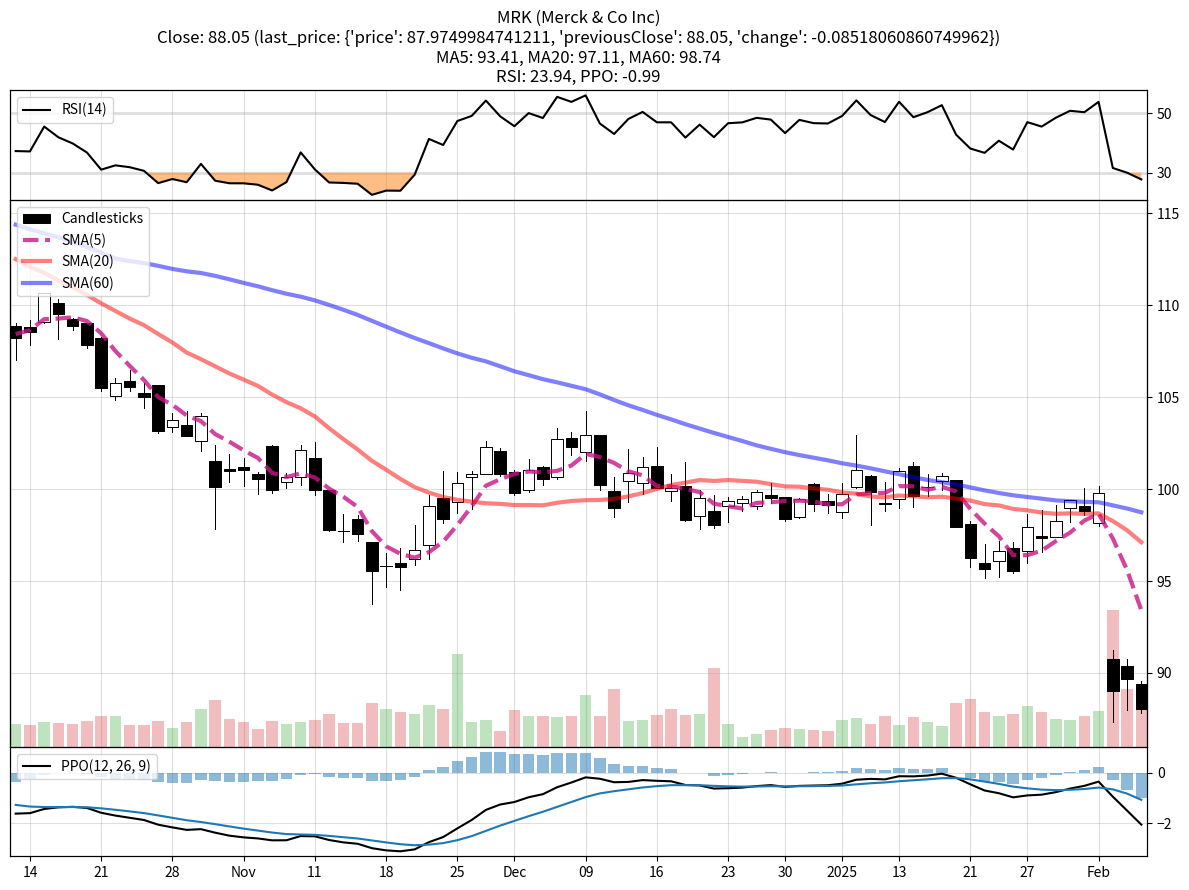 MRK (Merck & Co Inc)
Close: 88.05 (last_price: {'price': 87.9749984741211, 'previousClose': 88.05, 'change': -0.08518060860749962})
MA5: 93.41, MA20: 97.11, MA60: 98.74
RSI: 23.94, PPO: -0.99
RSI(14)
50
30
Candlesticks
SMA(5)
SMA(20)
SMA(60)
115
110
105
100
95
90
PPO(12, 26, 9)
0
−2
14 21 28 Nov 11 18 25 Dec 09 16 23 30 2025 13 21 27 Feb